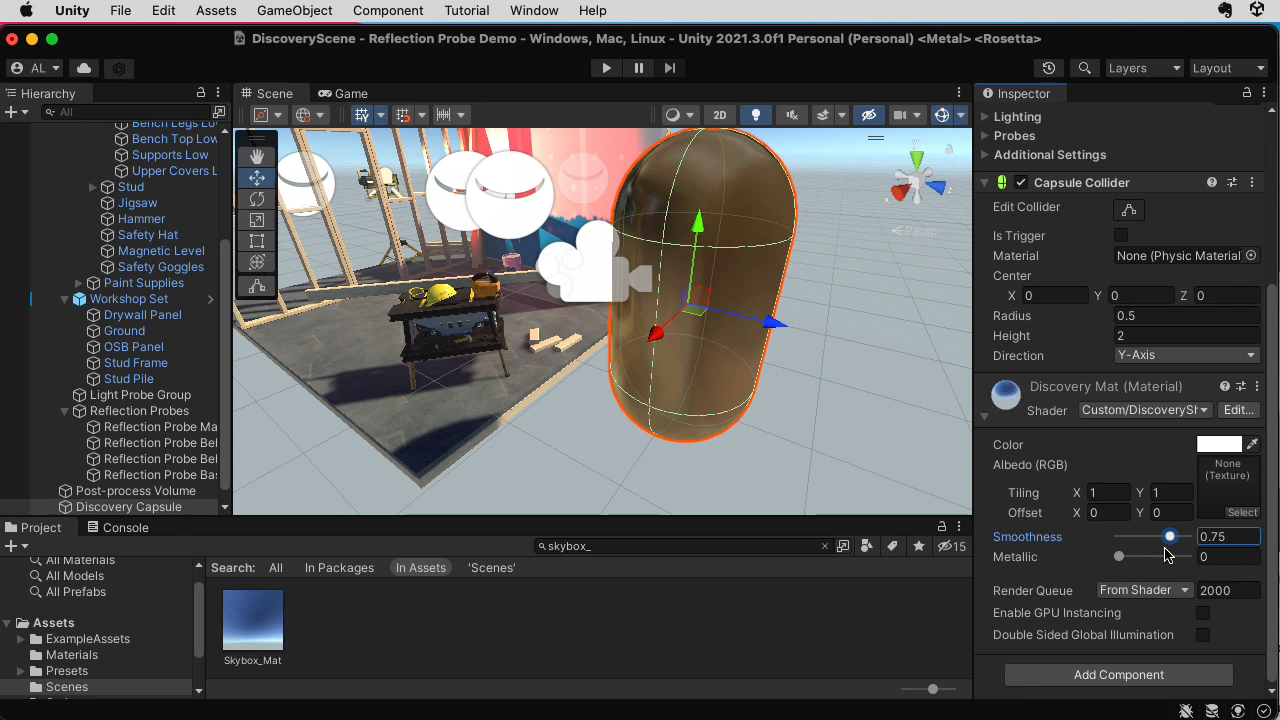 Unity File Edit Assets GameObject Component Tutorial Window Help
DiscoveryScene - Reflection Probe Demo - Windows, Mac, Linux - Unity 2021.3.0f1 Personal (Personal) <Metal> <Rosetta>
AL Layers Layout
Hierarchy
All
Bench Legs Lo
Bench Top Low
Supports Low
Upper Covers L
Stud
Jigsaw
Hammer
Safety Hat
Magnetic Level
Safety Goggles
Paint Supplies
Workshop Set
Drywall Panel
Ground
OSB Panel
Stud Frame
Stud Pile
Light Probe Group
Reflection Probes
Reflection Probe Ma
Reflection Probe Bel
Reflection Probe Bel
Reflection Probe Bas
Post-process Volume
Discovery Capsule
Scene Game
2D
y
x
z
Persp
Inspector
Lighting
Probes
Additional Settings
Capsule Collider
Edit Collider
Is Trigger
Material None (Physic Material)
Center
X 0 Y 0 Z 0
Radius 0.5
Height 2
Direction Y-Axis
Discovery Mat (Material)
Shader Custom/DiscoverySh Edit...
Color
Albedo (RGB)
None
(Texture)
Select
Tiling X 1 Y 1
Offset X 0 Y 0
Smoothness 0.75
Metallic 0
Render Queue From Shader 2000
Enable GPU Instancing
Double Sided Global Illumination
Add Component
Project Console
skybox_
15
All Materials
All Models
All Prefabs
Assets
ExampleAssets
Materials
Presets
Scenes
Search: All In Packages In Assets 'Scenes'
Skybox_Mat